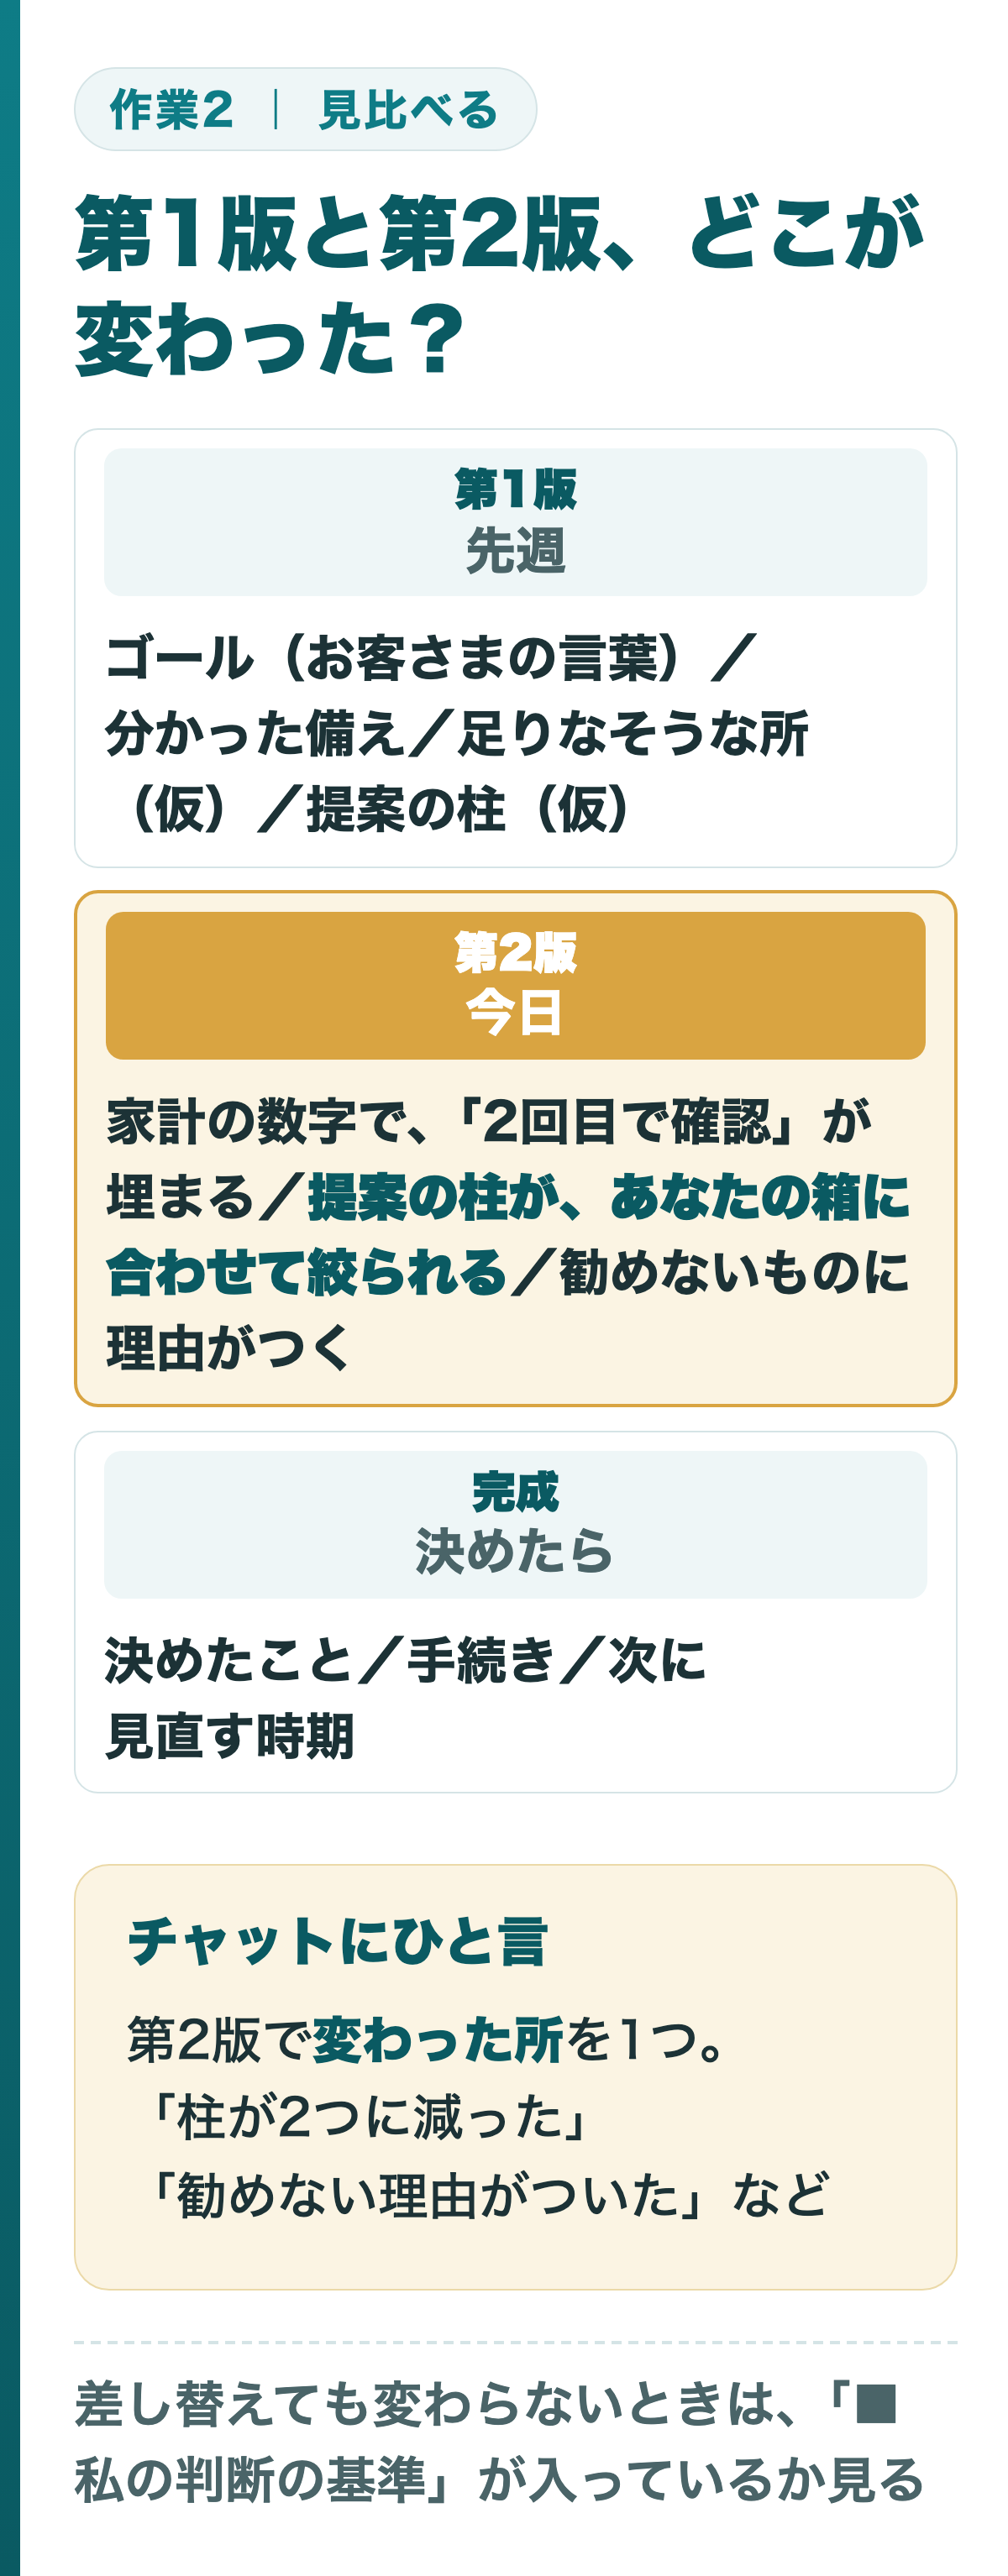 作業2 ｜ 見比べる
第1版と第2版、どこが
変わった？
第1版
先週
ゴール（お客さまの言葉）／
分かった備え／足りなそうな所
（仮）／提案の柱（仮）
第2版
今日
家計の数字で、「2回目で確認」が
埋まる／提案の柱が、あなたの箱に
合わせて絞られる／勧めないものに
理由がつく
完成
決めたら
決めたこと／手続き／次に
見直す時期
チャットにひと言
第2版で変わった所を1つ。
「柱が2つに減った」
「勧めない理由がついた」など
差し替えても変わらないときは、「■
私の判断の基準」が入っているか見る